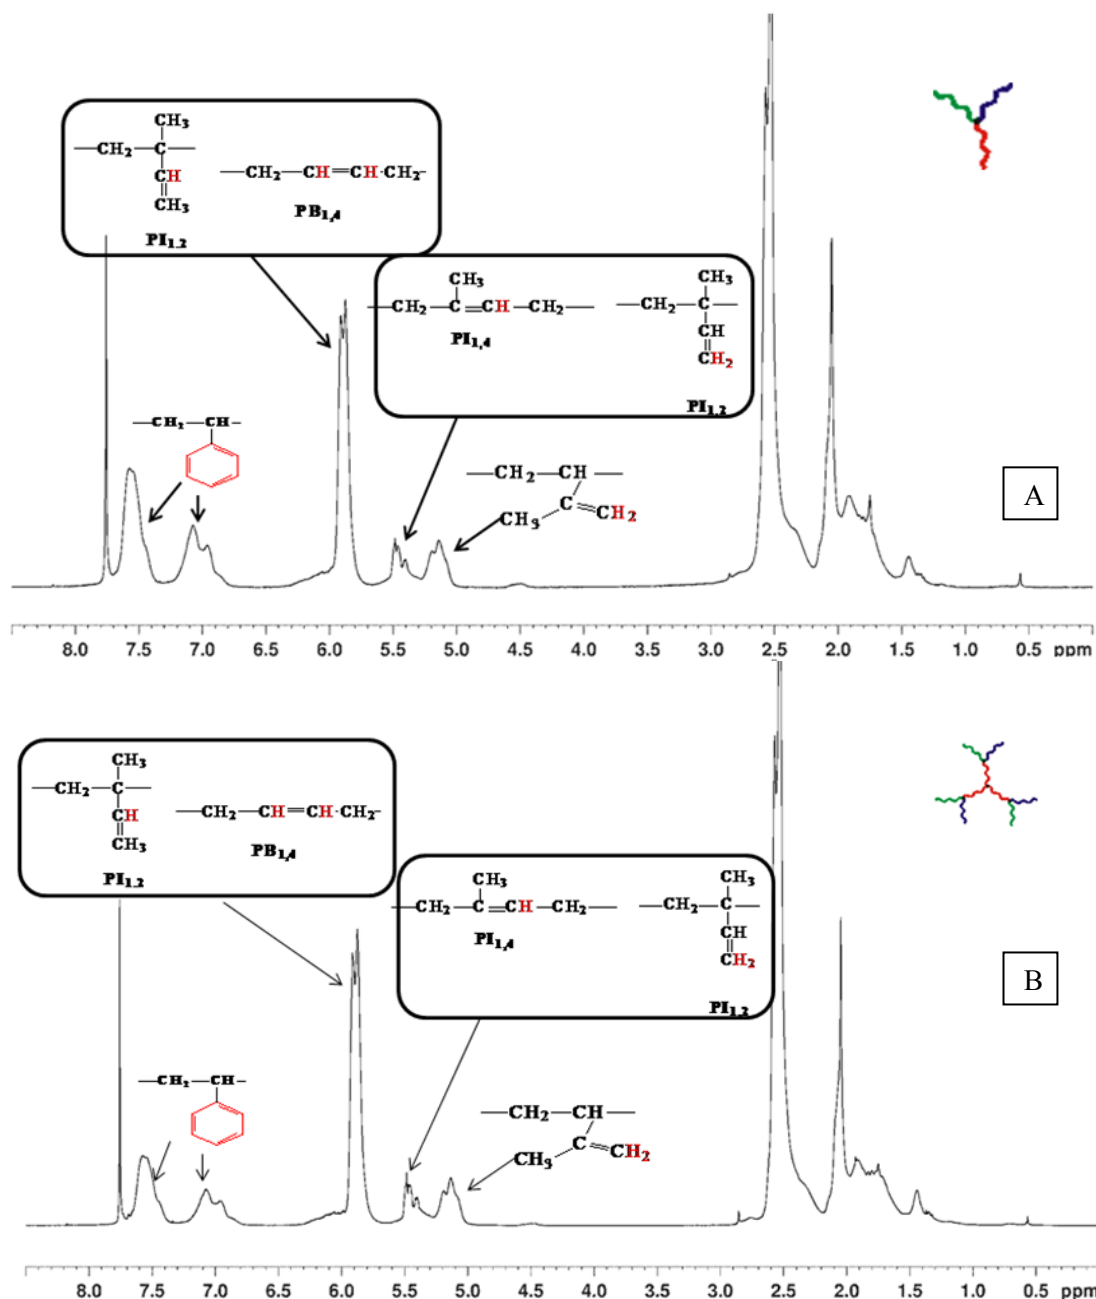 CH₃
—CH₂—C—
CH
CH₃
PI₁,₂
—CH₂—CH=CH-CH₂-
PB₁,₄
CH₃
—CH₂—C=CH—CH₂—
PI₁,₄
CH₃
—CH₂—C—
CH
CH₂
PI₁,₂
—CH₂—CH—
—CH₂—CH—
CH₃ C=CH₂
A
8.0 7.5 7.0 6.5 6.0 5.5 5.0 4.5 4.0 3.5 3.0 2.5 2.0 1.5 1.0 0.5 ppm
CH₃
—CH₂—C—
CH
CH₃
PI₁,₂
—CH₂—CH=CH-CH₂-
PB₁,₄
CH₃
—CH₂—C=CH—CH₂—
PI₁,₄
CH₃
—CH₂—C—
CH
CH₂
PI₁,₂
—CH₂—CH—
—CH₂—CH—
CH₃ C=CH₂
B
8.0 7.5 7.0 6.5 6.0 5.5 5.0 4.5 4.0 3.5 3.0 2.5 2.0 1.5 1.0 0.5 ppm